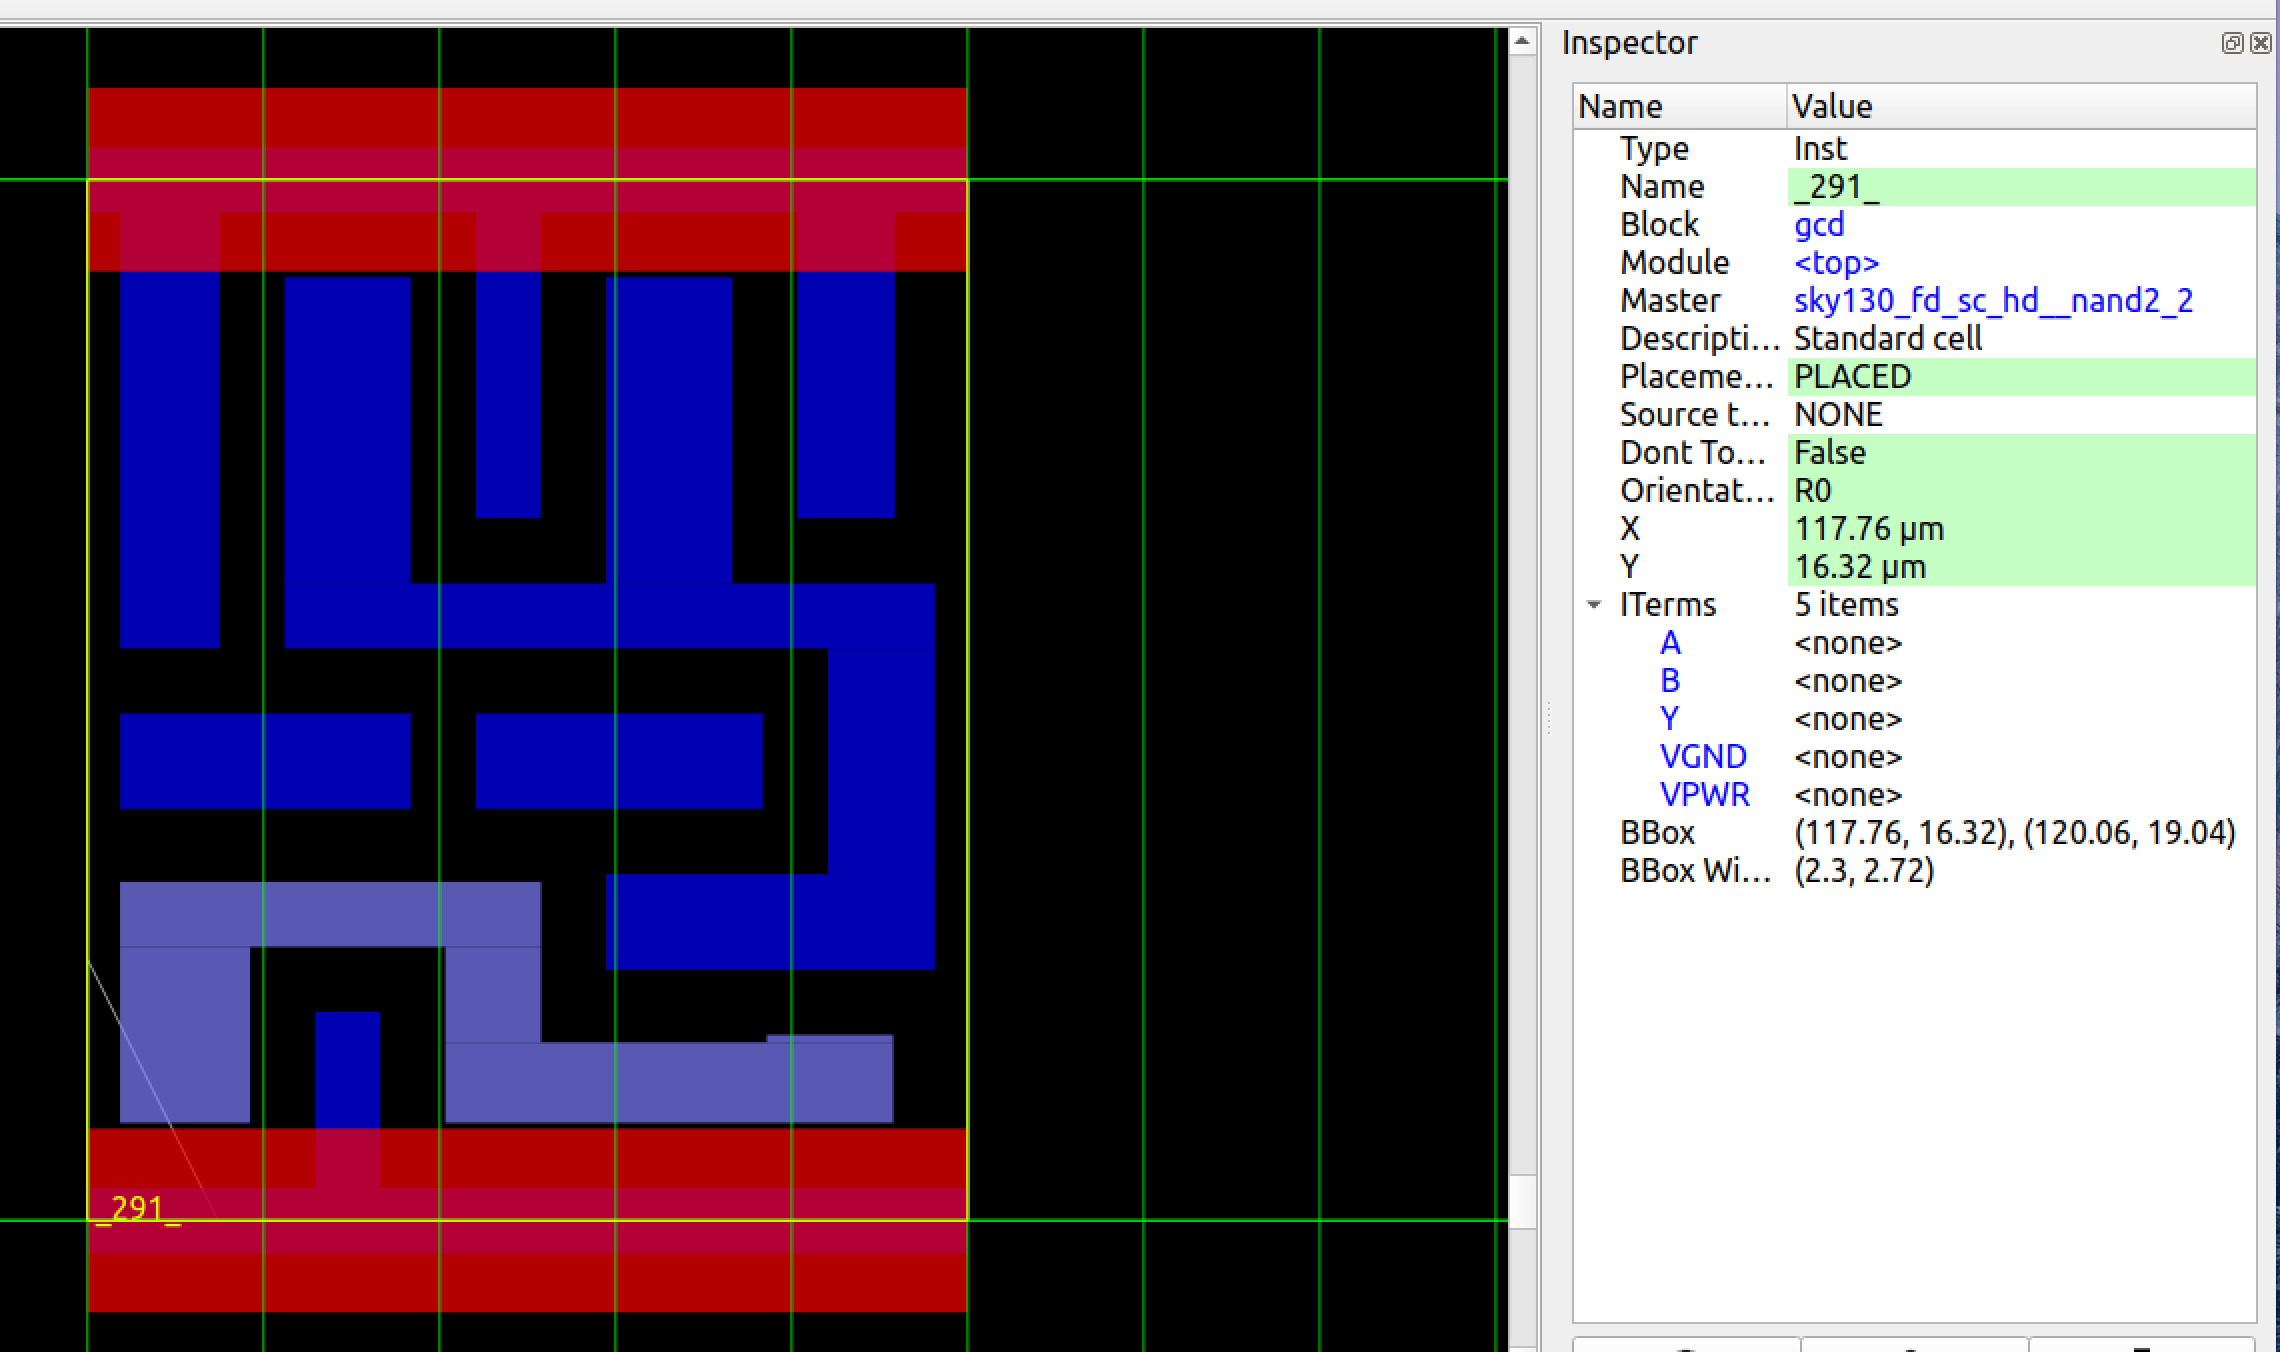 Inspector
Name Value
Type Inst
Name _291_
Block gcd
Module <top>
Master sky130_fd_sc_hd__nand2_2
Descripti... Standard cell
Placeme... PLACED
Source t... NONE
Dont To... False
Orientat... R0
X 117.76 μm
Y 16.32 μm
ITerms 5 items
A <none>
B <none>
Y <none>
VGND <none>
VPWR <none>
BBox (117.76, 16.32), (120.06, 19.04)
BBox Wi... (2.3, 2.72)
_291_